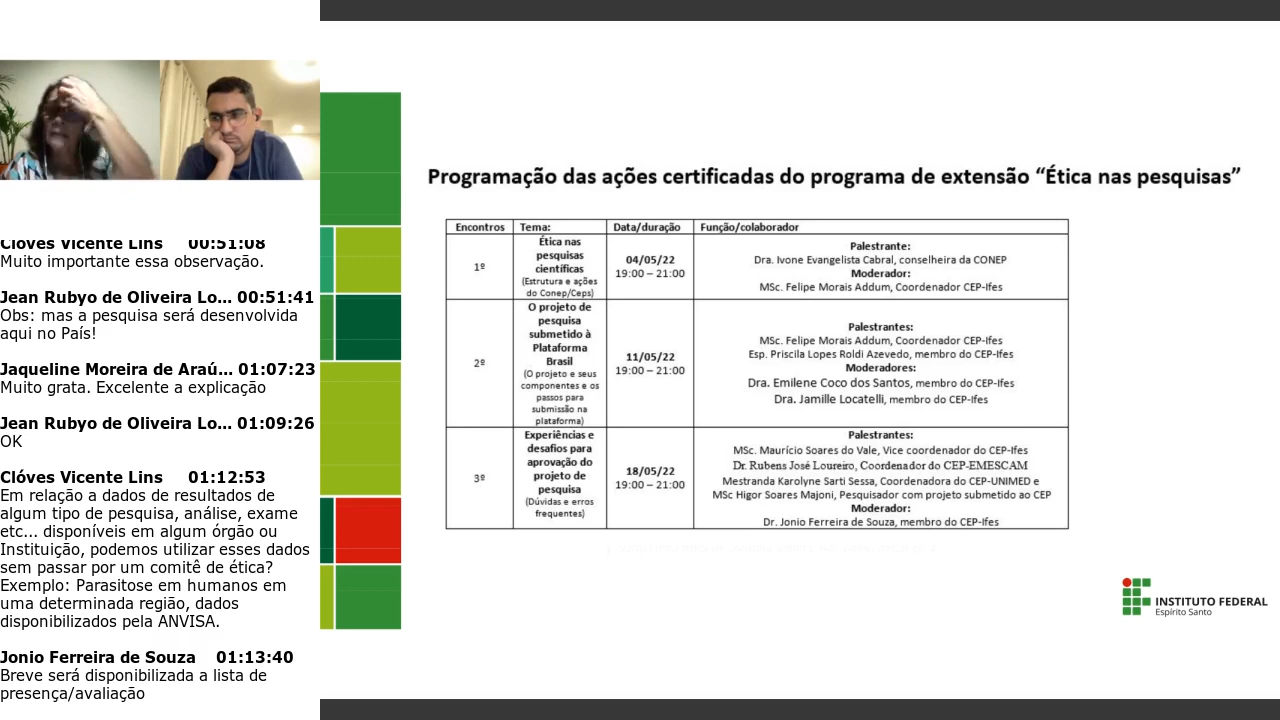 Clóves Vicente Lins 00:51:08
Muito importante essa observação.
Jean Rubyo de Oliveira Lo... 00:51:41
Obs: mas a pesquisa será desenvolvida
aqui no País!
Jaqueline Moreira de Araú... 01:07:23
Muito grata. Excelente a explicação
Jean Rubyo de Oliveira Lo... 01:09:26
OK
Clóves Vicente Lins 01:12:53
Em relação a dados de resultados de
algum tipo de pesquisa, análise, exame
etc... disponíveis em algum órgão ou
Instituição, podemos utilizar esses dados
sem passar por um comitê de ética?
Exemplo: Parasitose em humanos em
uma determinada região, dados
disponibilizados pela ANVISA.
Jonio Ferreira de Souza 01:13:40
Breve será disponibilizada a lista de
presença/avaliação
Programação das ações certificadas do programa de extensão “Ética nas pesquisas”
Encontros Tema: Data/duração Função/colaborador
1º
Ética nas
pesquisas
científicas
(Estrutura e ações
do Conep/Ceps)
04/05/22
19:00 – 21:00
Palestrante:
Dra. Ivone Evangelista Cabral, conselheira da CONEP
Moderador:
MSc. Felipe Morais Addum, Coordenador CEP-Ifes
2º
O projeto de
pesquisa
submetido à
Plataforma
Brasil
(O projeto e seus
componentes e os
passos para
submissão na
plataforma)
11/05/22
19:00 – 21:00
Palestrantes:
MSc. Felipe Morais Addum, Coordenador CEP-Ifes
Esp. Priscila Lopes Roldi Azevedo, membro do CEP-Ifes
Moderadores:
Dra. Emilene Coco dos Santos, membro do CEP-Ifes
Dra. Jamille Locatelli, membro do CEP-Ifes
3º
Experiências e
desafios para
aprovação do
projeto de
pesquisa
(Dúvidas e erros
frequentes)
18/05/22
19:00 – 21:00
Palestrantes:
MSc. Maurício Soares do Vale, Vice coordenador do CEP-Ifes
Dr. Rubens José Loureiro, Coordenador do CEP-EMESCAM
Mestranda Karolyne Sarti Sessa, Coordenadora do CEP-UNIMED e
MSc Higor Soares Majoni, Pesquisador com projeto submetido ao CEP
Moderador:
Dr. Jonio Ferreira de Souza, membro do CEP-Ifes
INSTITUTO FEDERAL
Espírito Santo